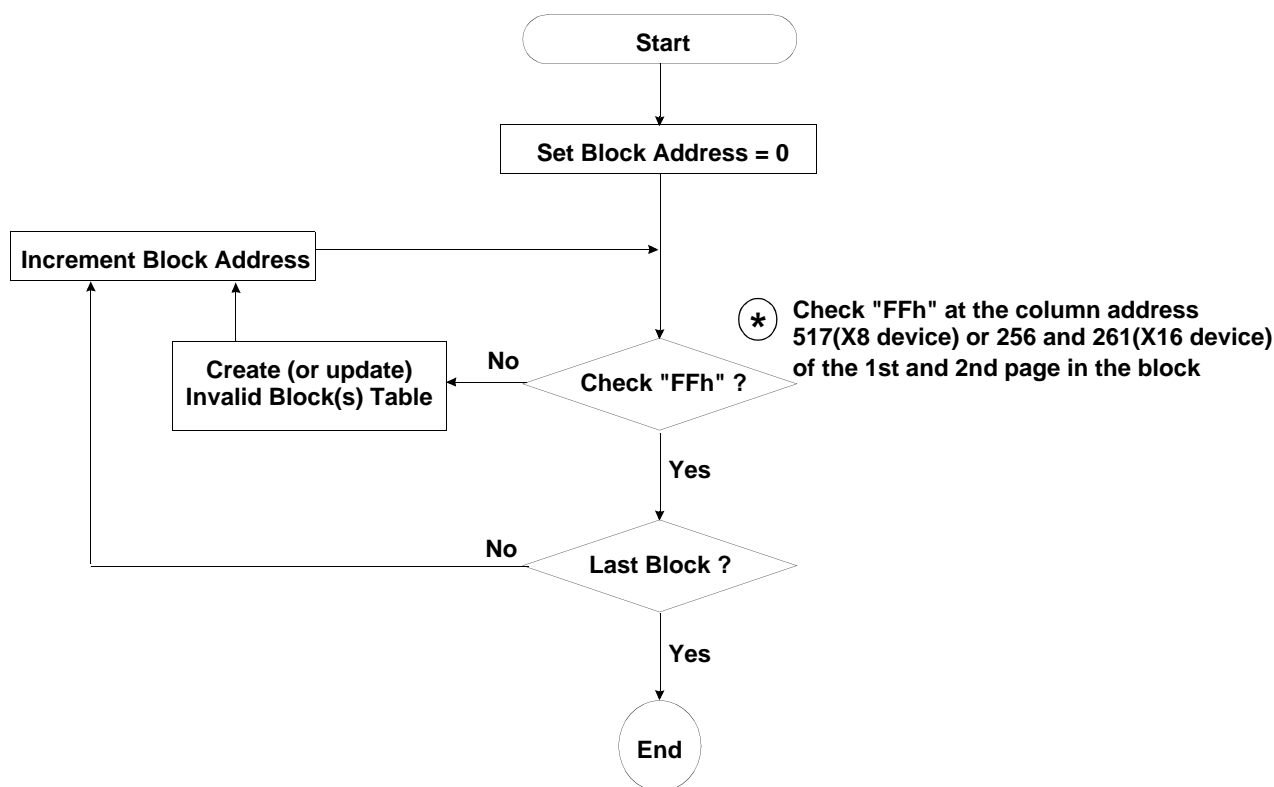 Start
Set Block Address = 0
Increment Block Address
* Check "FFh" at the column address
517(X8 device) or 256 and 261(X16 device)
of the 1st and 2nd page in the block
No
Create (or update)
Invalid Block(s) Table
Check "FFh" ?
Yes
No
Last Block ?
Yes
End